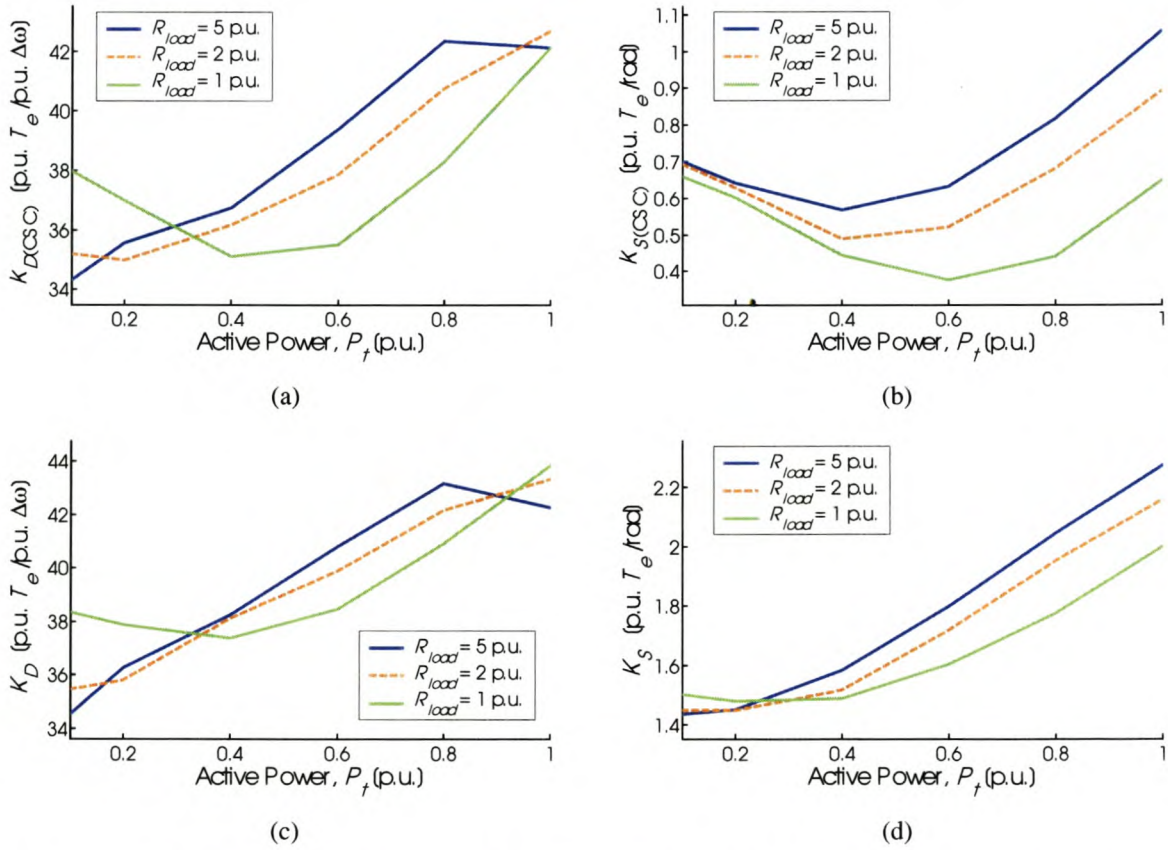 K_D(CSC) (p.u. T_e/p.u. Δω)
42
40
38
36
34
R_load = 5 p.u.
R_load = 2 p.u.
R_load = 1 p.u.
0.2 0.4 0.6 0.8 1
Active Power, P_t (p.u.)
(a)
K_S(CSC) (p.u. T_e/rad)
1.1
1
0.9
0.8
0.7
0.6
0.5
0.4
R_load = 5 p.u.
R_load = 2 p.u.
R_load = 1 p.u.
0.2 0.4 0.6 0.8 1
Active Power, P_t (p.u.)
(b)
K_D (p.u. T_e/p.u. Δω)
44
42
40
38
36
34
R_load = 5 p.u.
R_load = 2 p.u.
R_load = 1 p.u.
0.2 0.4 0.6 0.8 1
Active Power, P_t (p.u.)
(c)
K_S (p.u. T_e/rad)
2.2
2
1.8
1.6
1.4
R_load = 5 p.u.
R_load = 2 p.u.
R_load = 1 p.u.
0.2 0.4 0.6 0.8 1
Active Power, P_t (p.u.)
(d)